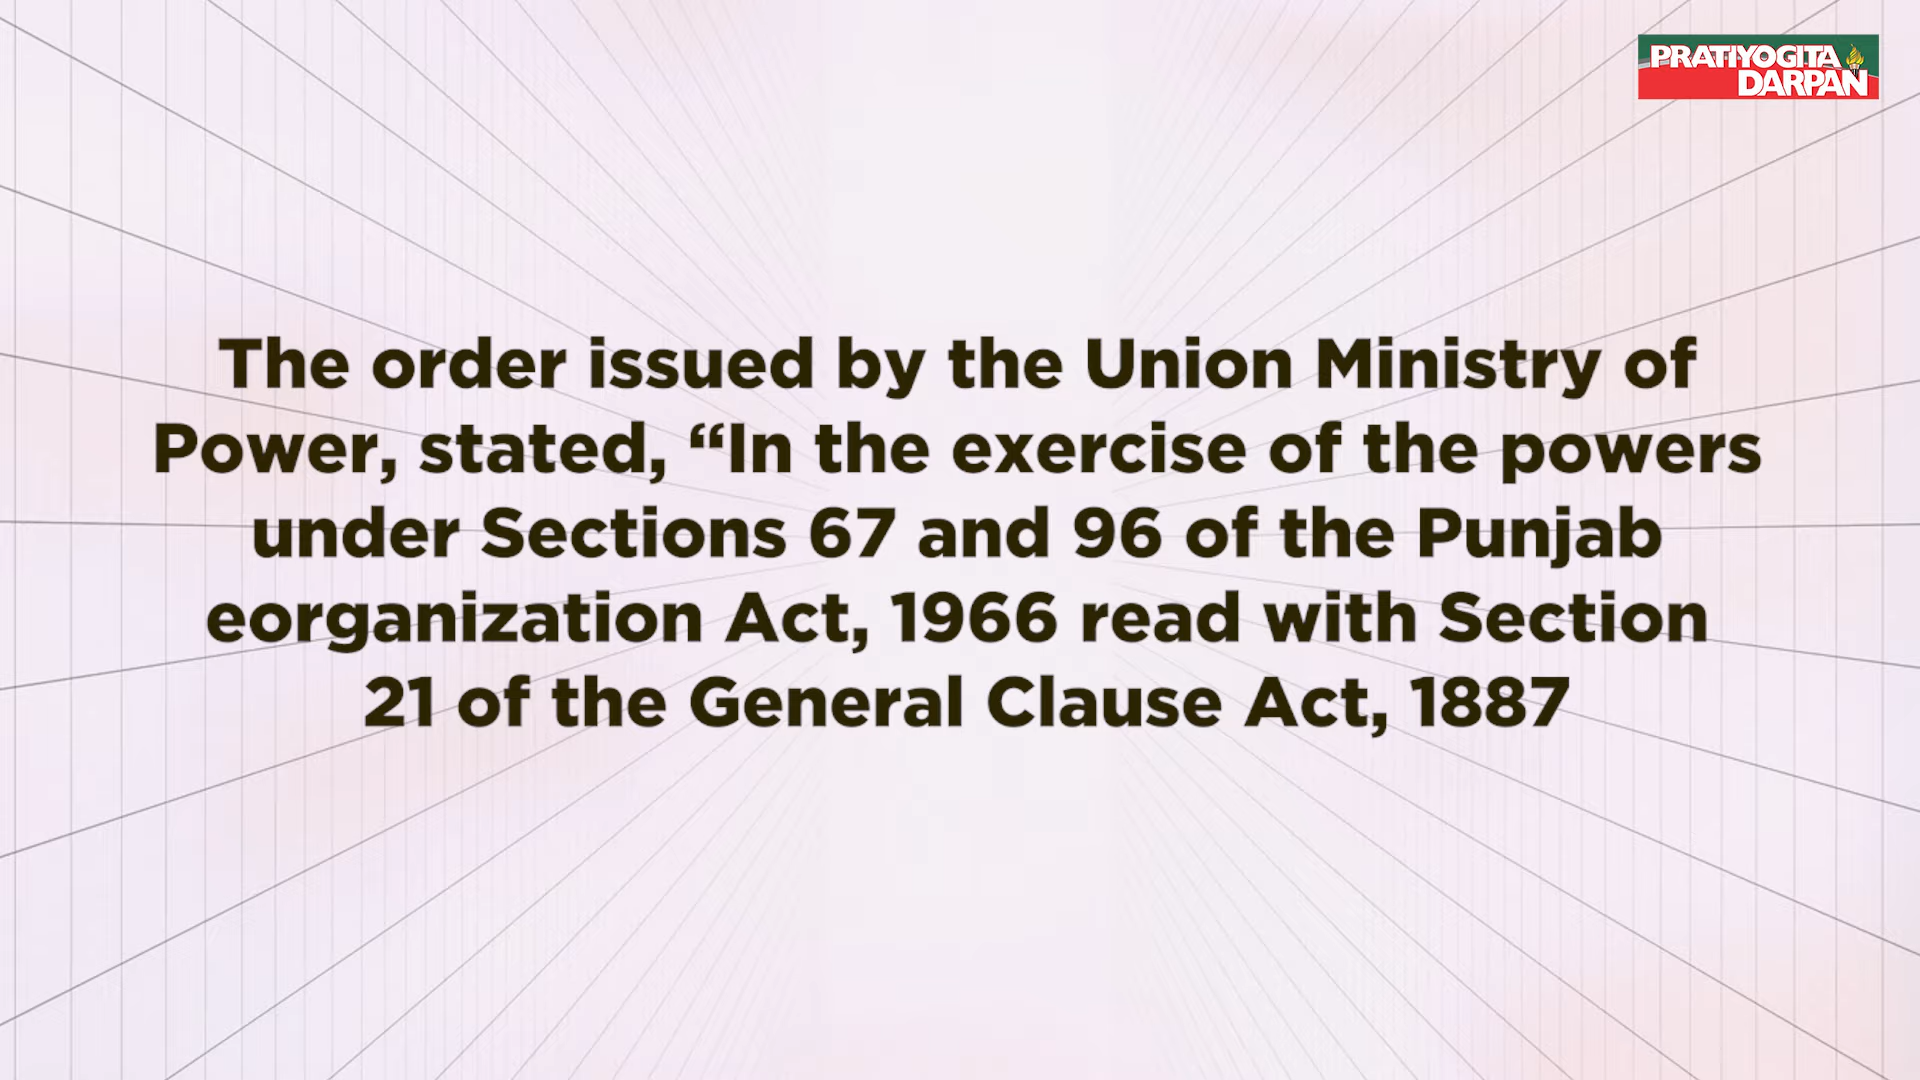 PRATIYOGITA
DARPAN
The order issued by the Union Ministry of
Power, stated, “In the exercise of the powers
under Sections 67 and 96 of the Punjab
eorganization Act, 1966 read with Section
21 of the General Clause Act, 1887